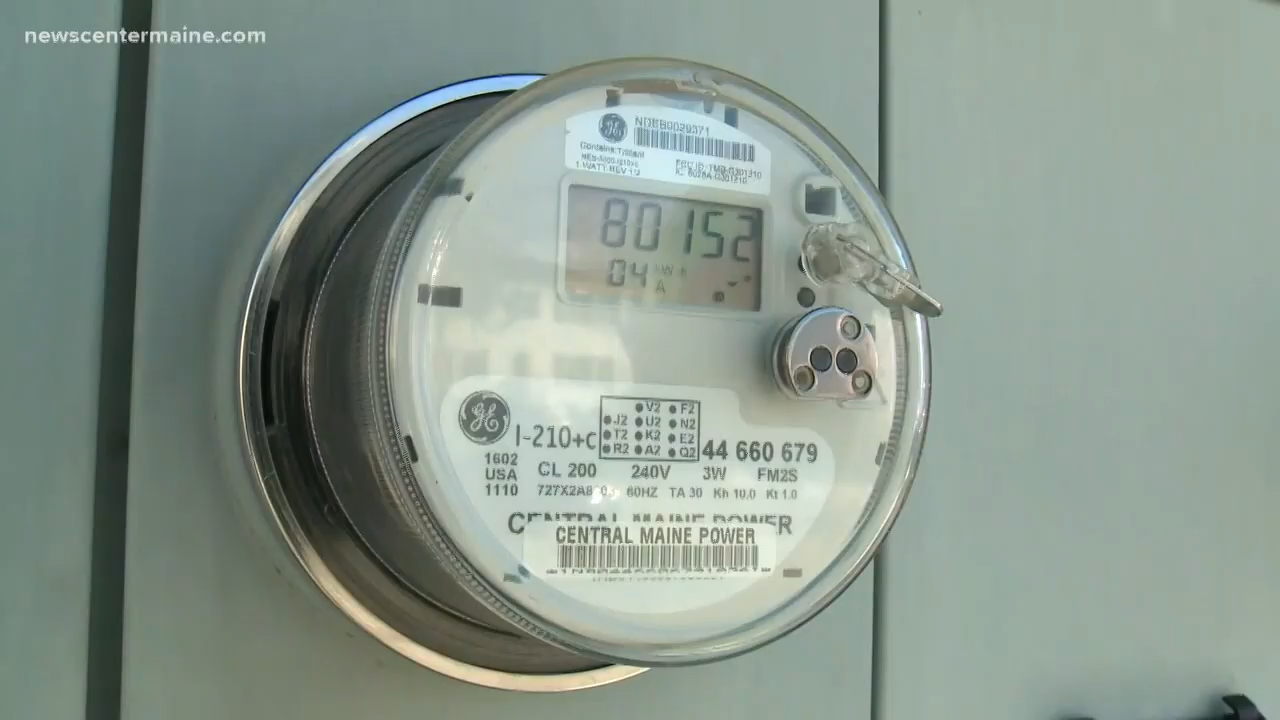 newscentermaine.com
80152
04 kWh
A
I-210+c
V2 F2
J2 U2 N2
T2 K2 E2
R2 A2 Q2
44 660 679
1602
USA
1110
CL 200 240V 3W FM2S
60HZ TA 30 Kh 10.0 Kt 1.0
CENTRAL MAINE POWER
CENTRAL MAINE POWER